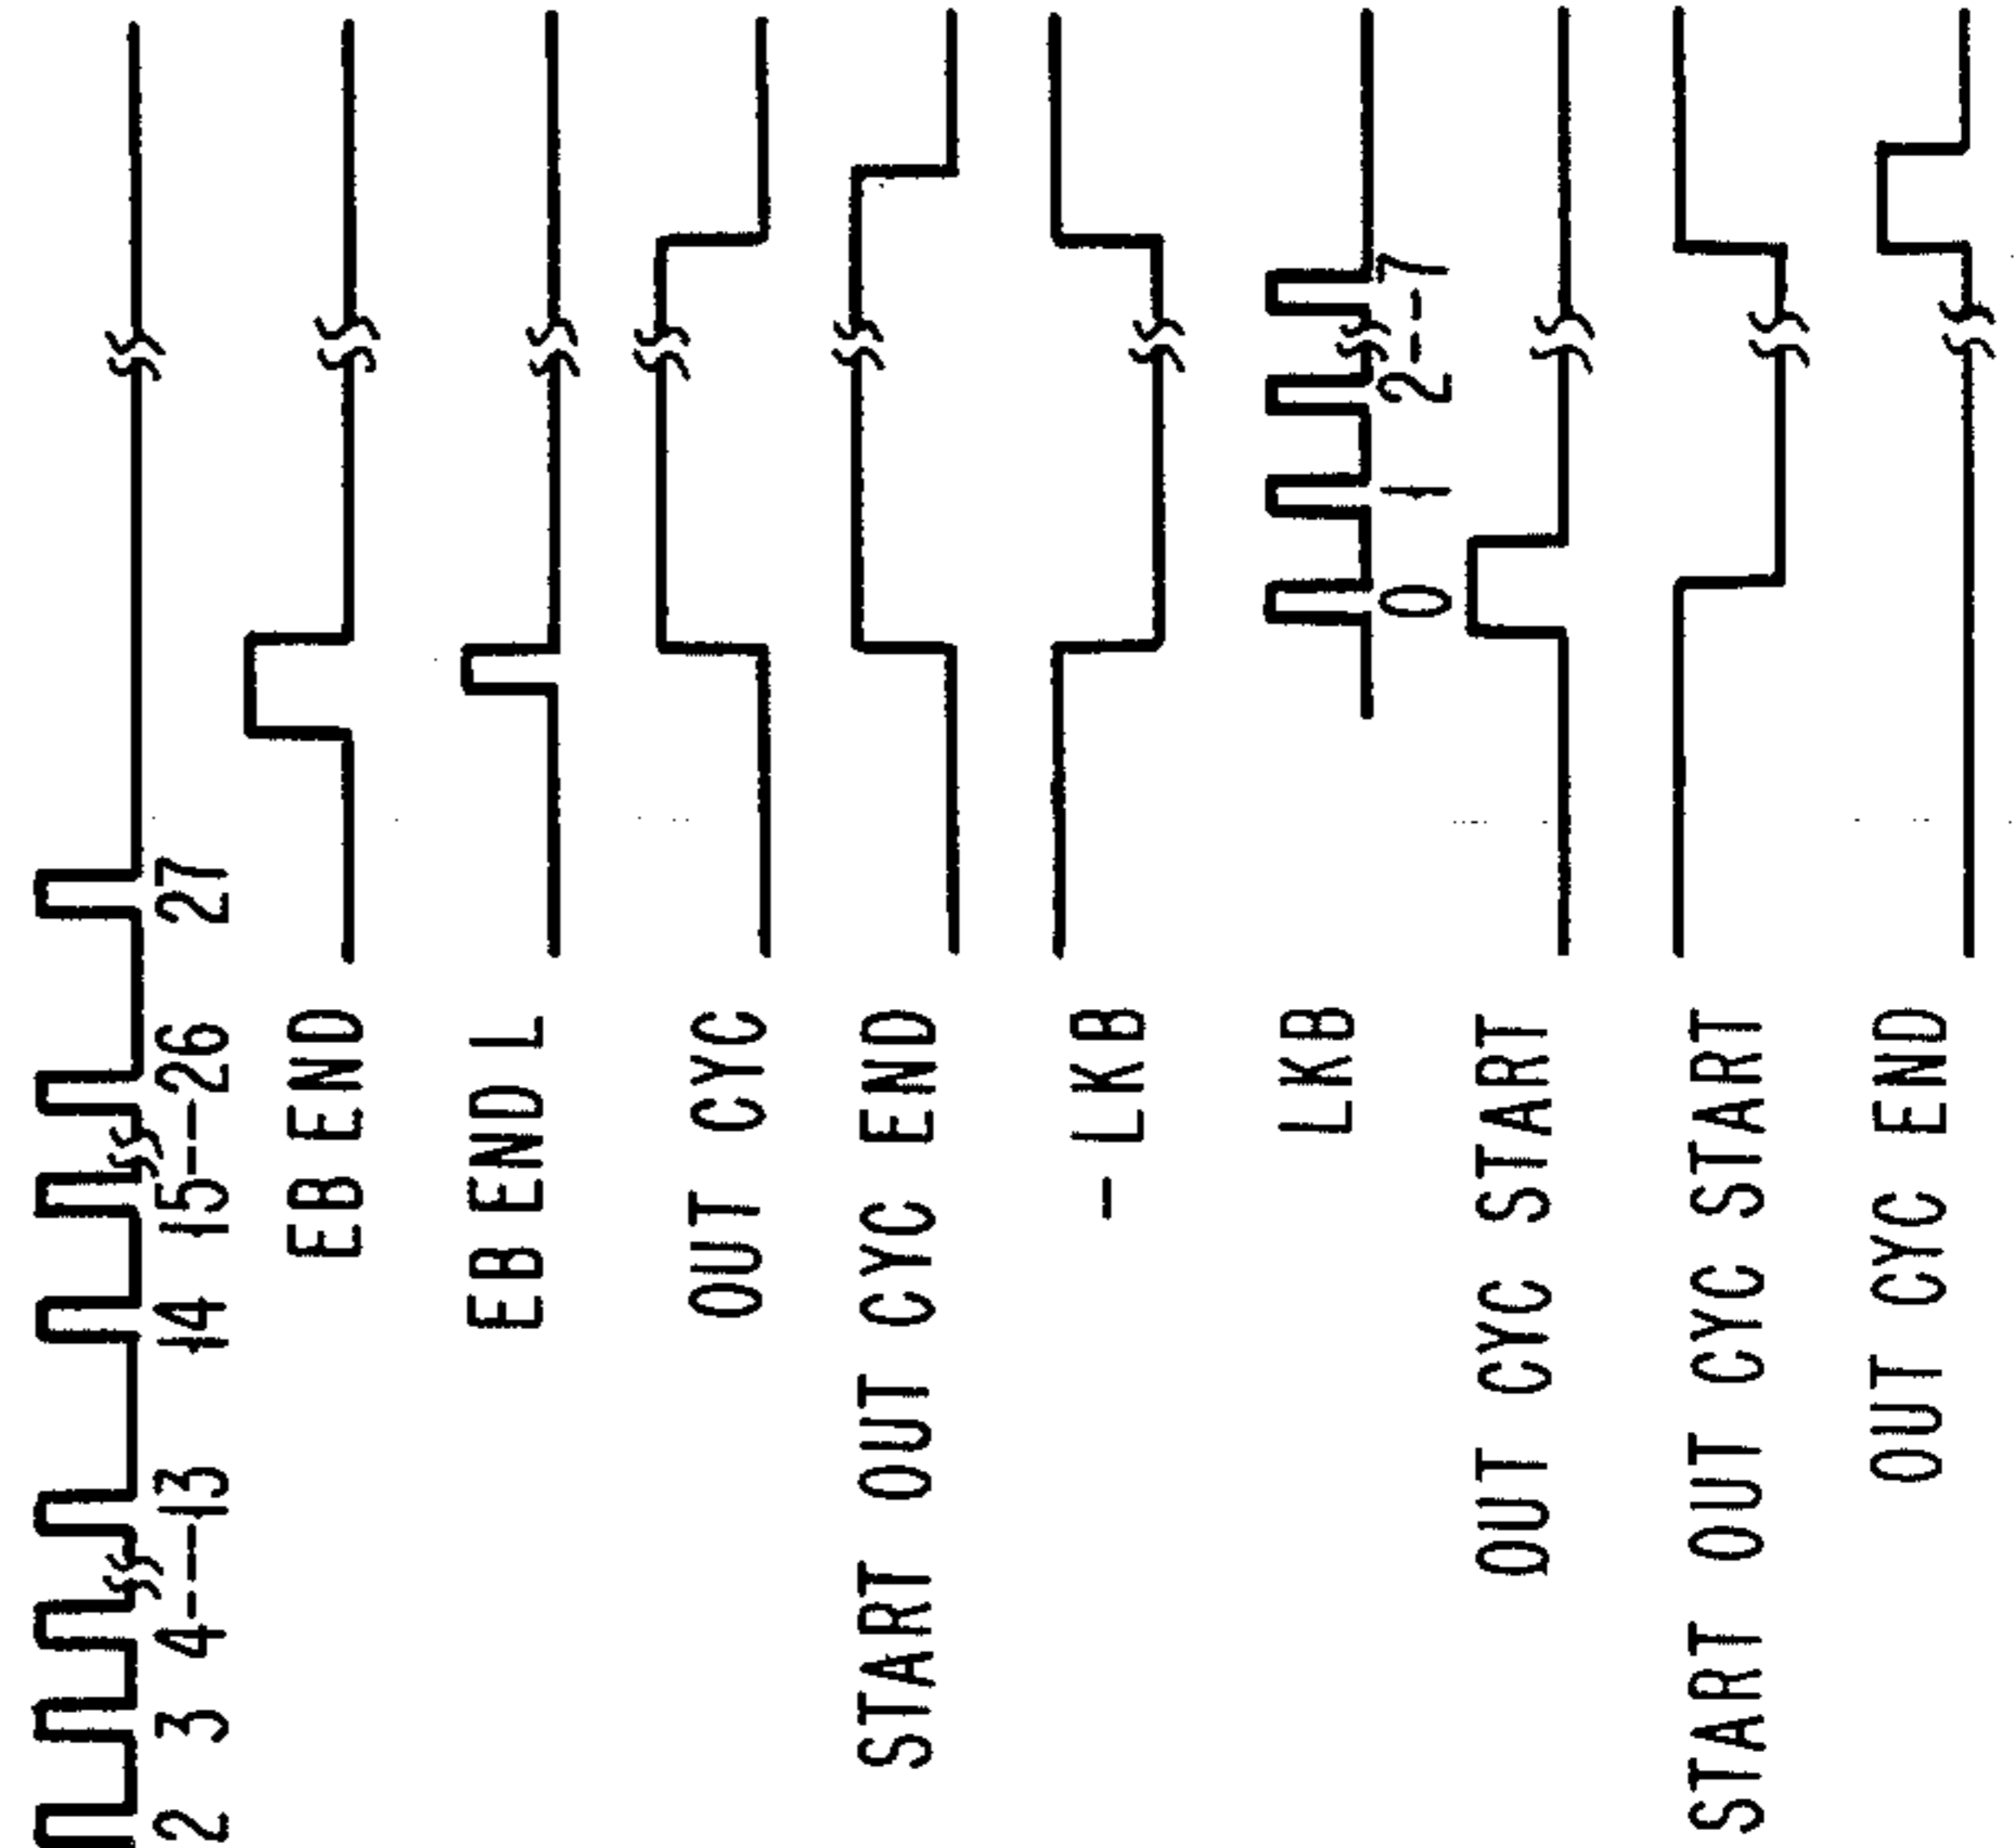 2 3 4---13 14 15--26 27
EB END
EB END L
OUT CYC
START OUT CYC END
- LKB
LKB
0 1 2--7
OUT CYC START
START OUT CYC START
OUT CYC END